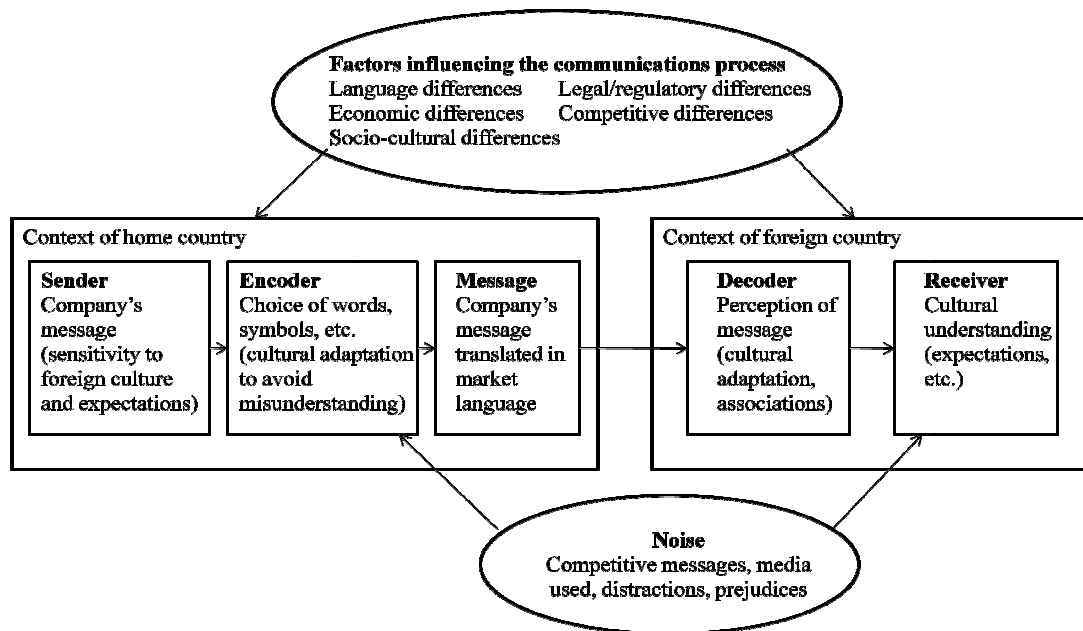 Factors influencing the communications process
Language differences Legal/regulatory differences
Economic differences Competitive differences
Socio-cultural differences
Context of home country
Sender
Company's
message
(sensitivity to
foreign culture
and expectations)
Encoder
Choice of words,
symbols, etc.
(cultural adaptation
to avoid
misunderstanding)
Message
Company's
message
translated in
market
language
Context of foreign country
Decoder
Perception of
message
(cultural
adaptation,
associations)
Receiver
Cultural
understanding
(expectations,
etc.)
Noise
Competitive messages, media
used, distractions, prejudices